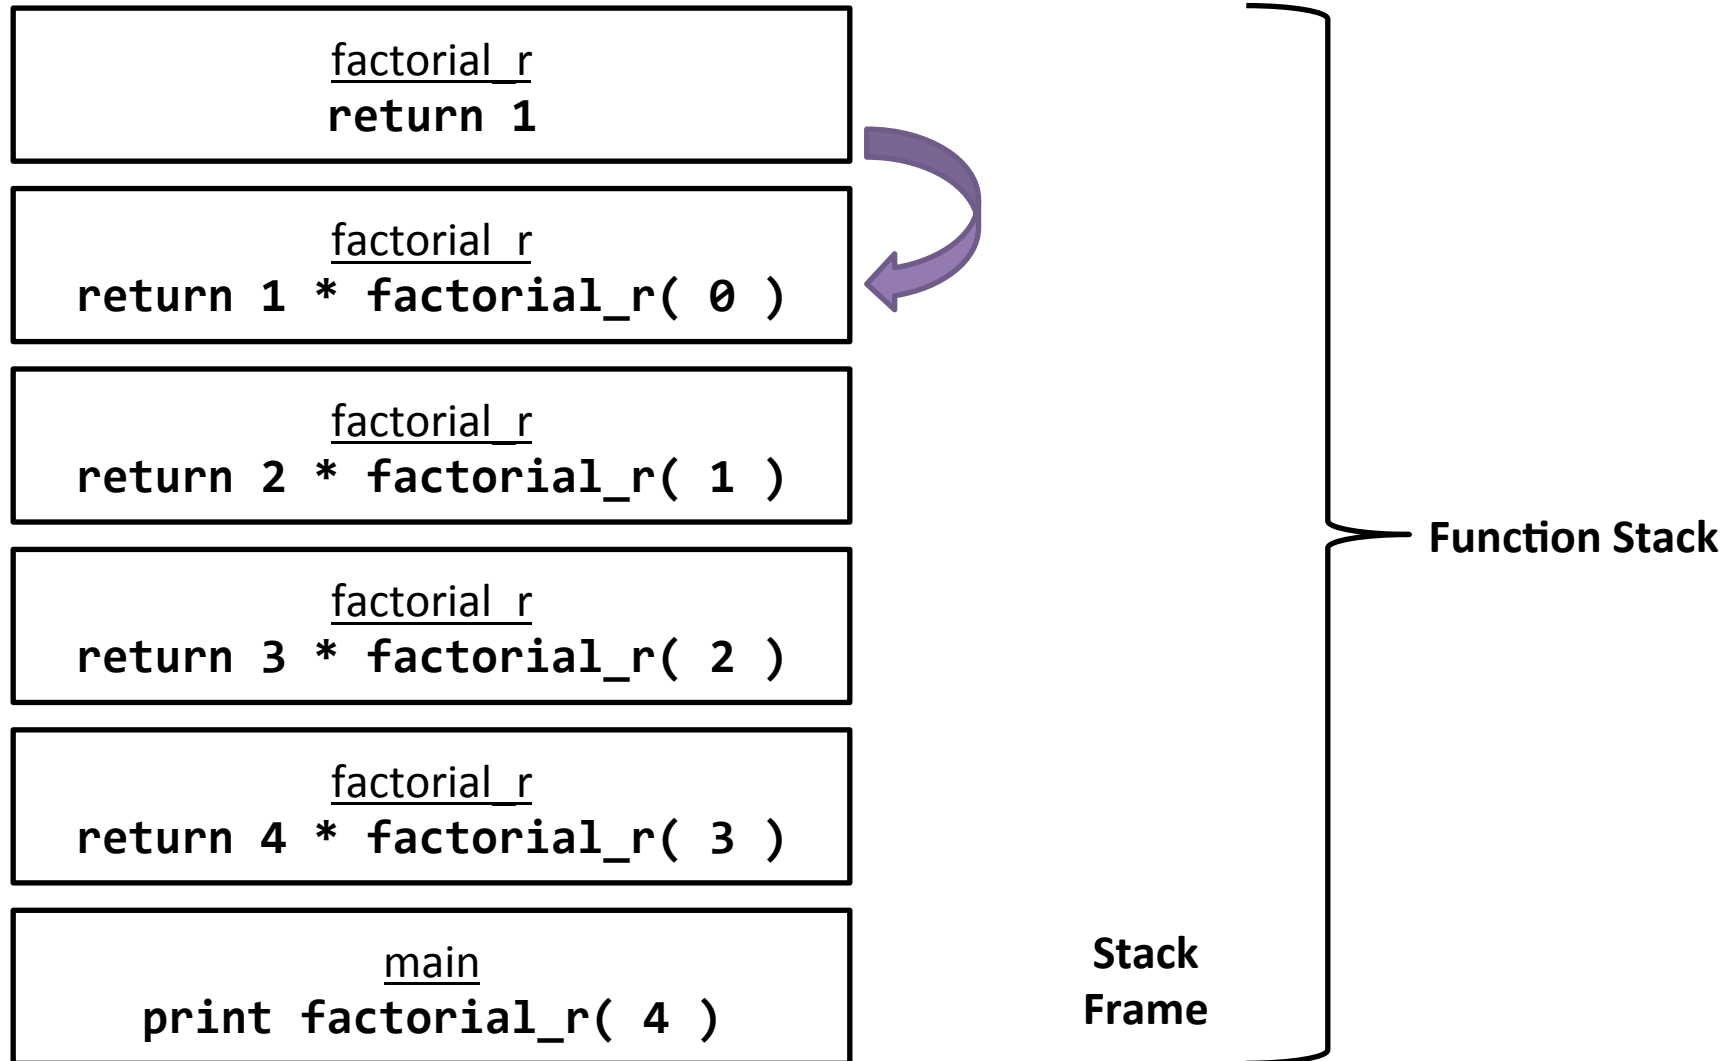 factorial_r
return 1
factorial_r
return 1 * factorial_r( 0 )
factorial_r
return 2 * factorial_r( 1 )
factorial_r
return 3 * factorial_r( 2 )
factorial_r
return 4 * factorial_r( 3 )
main
print factorial_r( 4 )
Stack
Frame
Function Stack